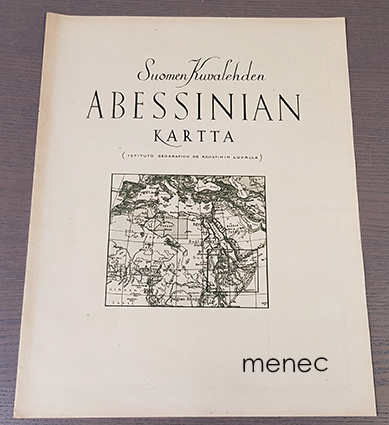 Suomen Kuvalehden
ABESSINIAN
KARTTA
(ISTITUTO GEOGRAFICO DE AGOSTININ LUVALLA)
menec